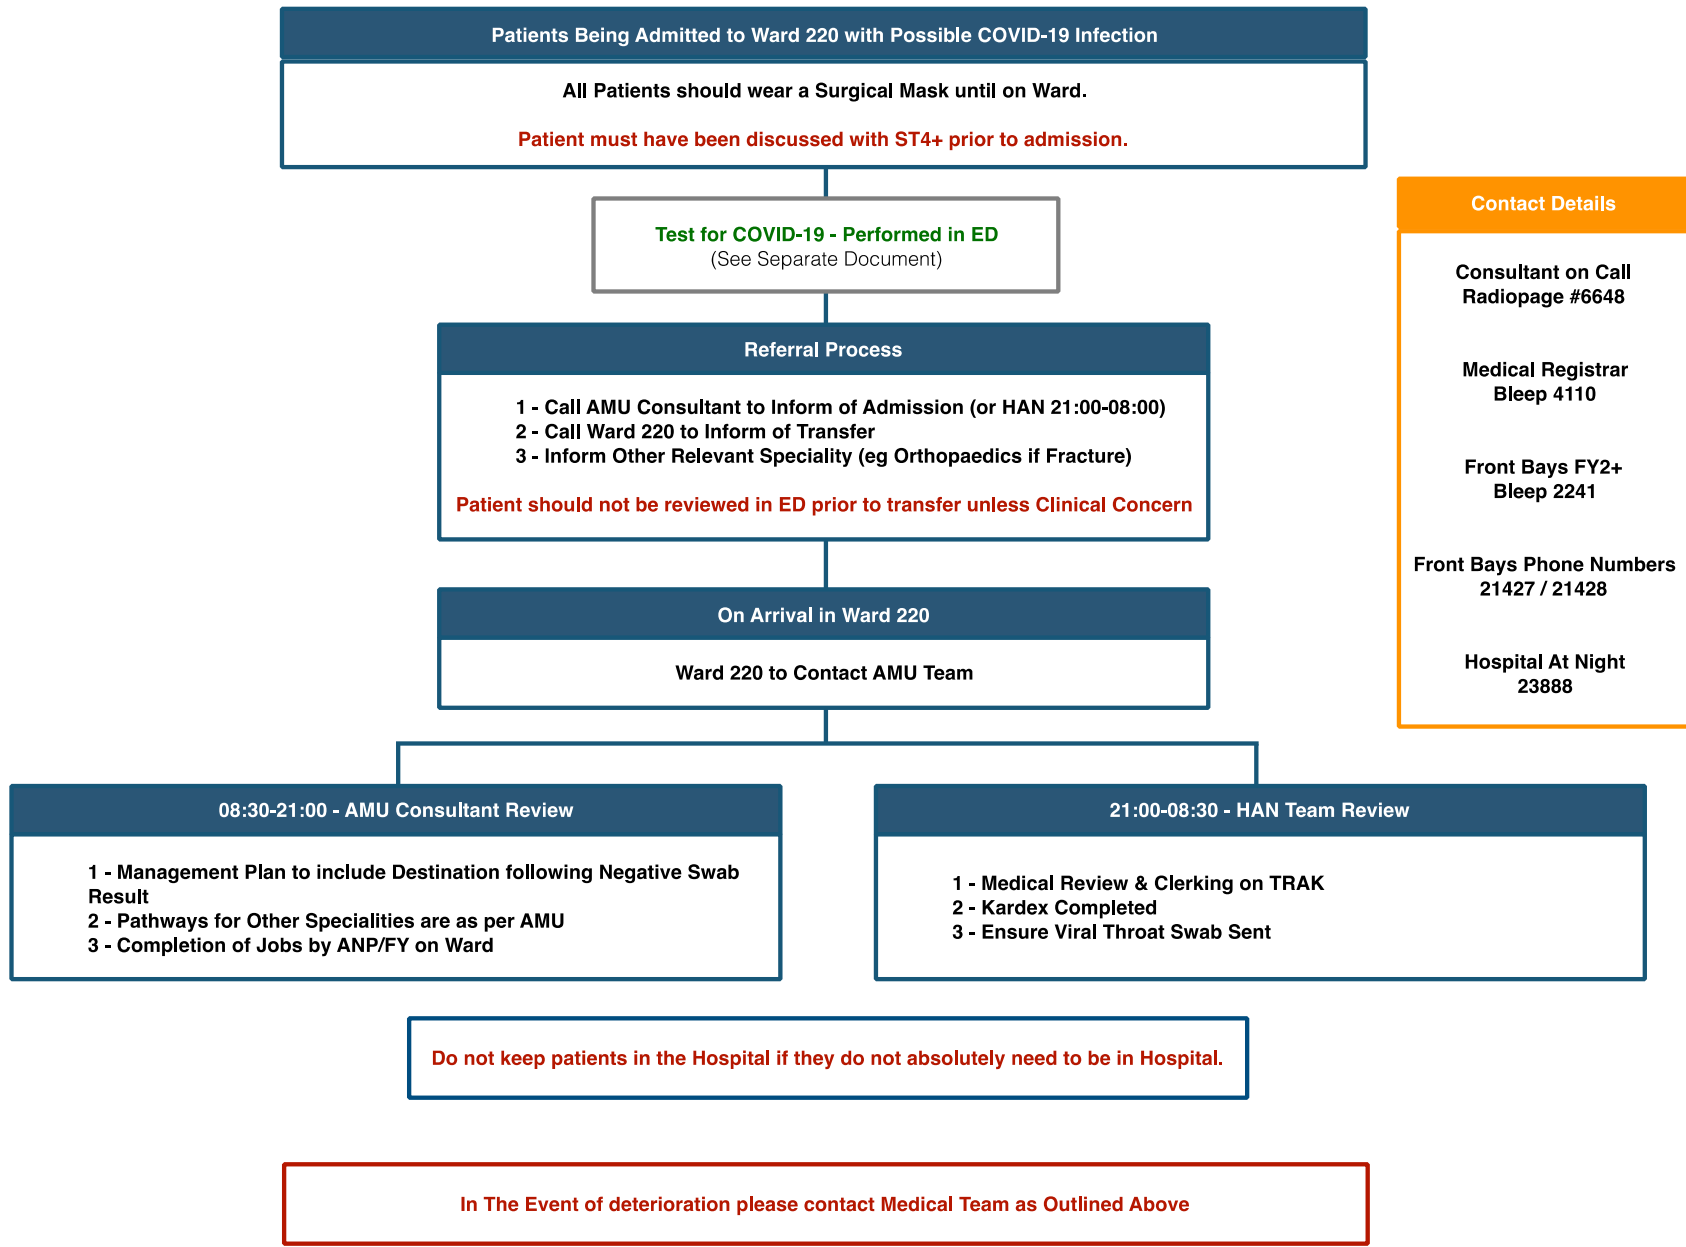 Patients Being Admitted to Ward 220 with Possible COVID-19 Infection
All Patients should wear a Surgical Mask until on Ward.
Patient must have been discussed with ST4+ prior to admission.
Test for COVID-19 - Performed in ED
(See Separate Document)
Referral Process
1 - Call AMU Consultant to Inform of Admission (or HAN 21:00-08:00)
2 - Call Ward 220 to Inform of Transfer
3 - Inform Other Relevant Speciality (eg Orthopaedics if Fracture)
Patient should not be reviewed in ED prior to transfer unless Clinical Concern
On Arrival in Ward 220
Ward 220 to Contact AMU Team
08:30-21:00 - AMU Consultant Review
1 - Management Plan to include Destination following Negative Swab
Result
2 - Pathways for Other Specialities are as per AMU
3 - Completion of Jobs by ANP/FY on Ward
21:00-08:30 - HAN Team Review
1 - Medical Review & Clerking on TRAK
2 - Kardex Completed
3 - Ensure Viral Throat Swab Sent
Do not keep patients in the Hospital if they do not absolutely need to be in Hospital.
In The Event of deterioration please contact Medical Team as Outlined Above
Contact Details
Consultant on Call
Radiopage #6648
Medical Registrar
Bleep 4110
Front Bays FY2+
Bleep 2241
Front Bays Phone Numbers
21427 / 21428
Hospital At Night
23888